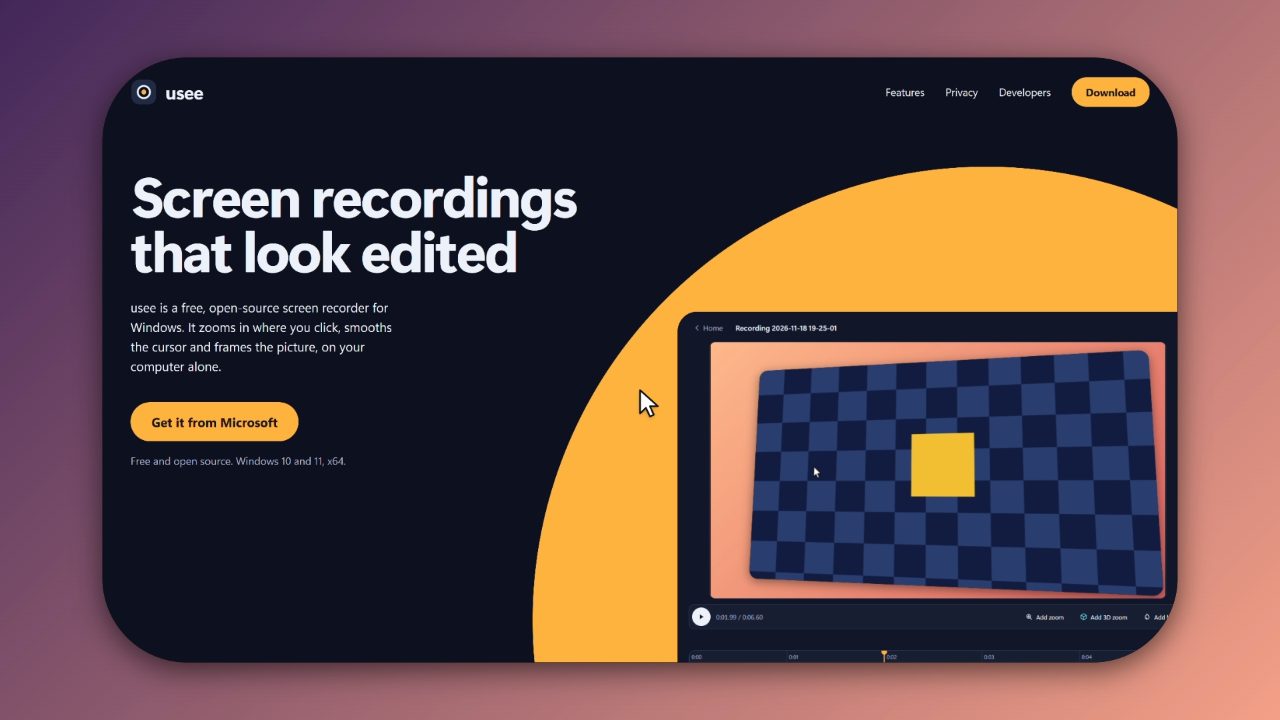 usee
Features
Privacy
Developers
Download
Screen recordings
that look edited
usee is a free, open-source screen recorder for
Windows. It zooms in where you click, smooths
the cursor and frames the picture, on your
computer alone.
Get it from Microsoft
Free and open source. Windows 10 and 11, x64.
Home
Recording 2026-11-18 19-25-01
0:01.99 / 0:06.60
Add zoom
Add 3D zoom
Add
0:00
0:01
0:02
0:03
0:04